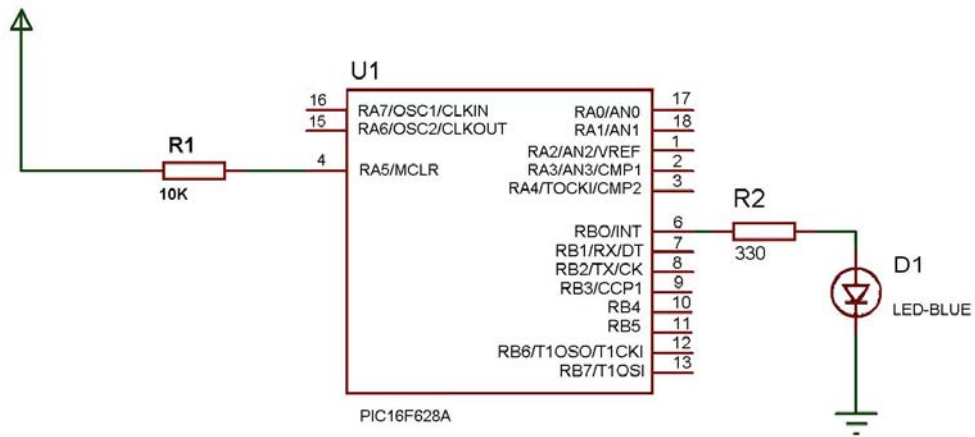 U1
16
RA7/OSC1/CLKIN
RA0/AN0
17
15
RA6/OSC2/CLKOUT
RA1/AN1
18
RA2/AN2/VREF
1
R1
4
RA5/MCLR
RA3/AN3/CMP1
2
10K
RA4/TOCKI/CMP2
3
R2
RBO/INT
6
RB1/RX/DT
7
330
RB2/TX/CK
8
D1
RB3/CCP1
9
RB4
10
LED-BLUE
RB5
11
RB6/T1OSO/T1CKI
12
RB7/T1OSI
13
PIC16F628A